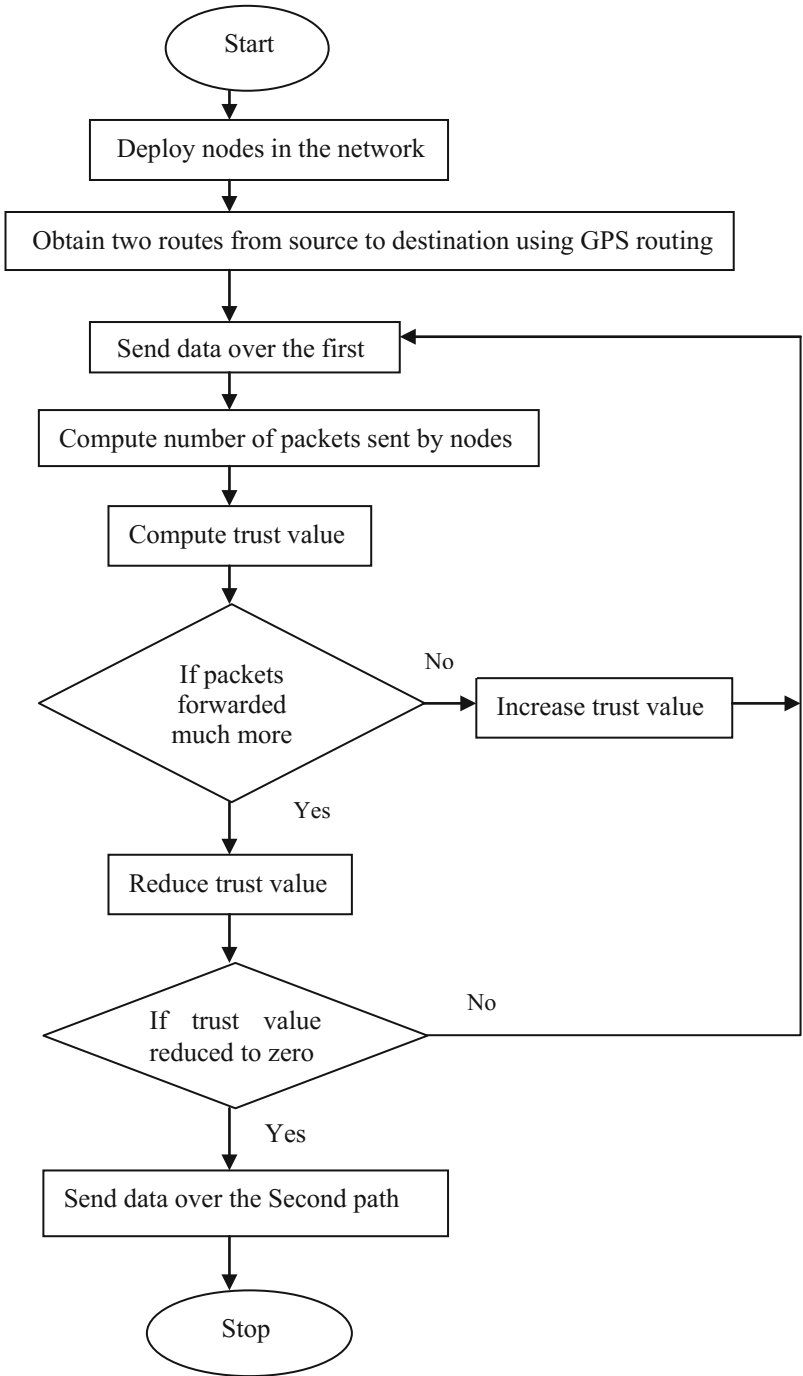 Start
Deploy nodes in the network
Obtain two routes from source to destination using GPS routing
Send data over the first
Compute number of packets sent by nodes
Compute trust value
If packets
forwarded
much more
No
Increase trust value
Yes
Reduce trust value
If trust value
reduced to zero
No
Yes
Send data over the Second path
Stop